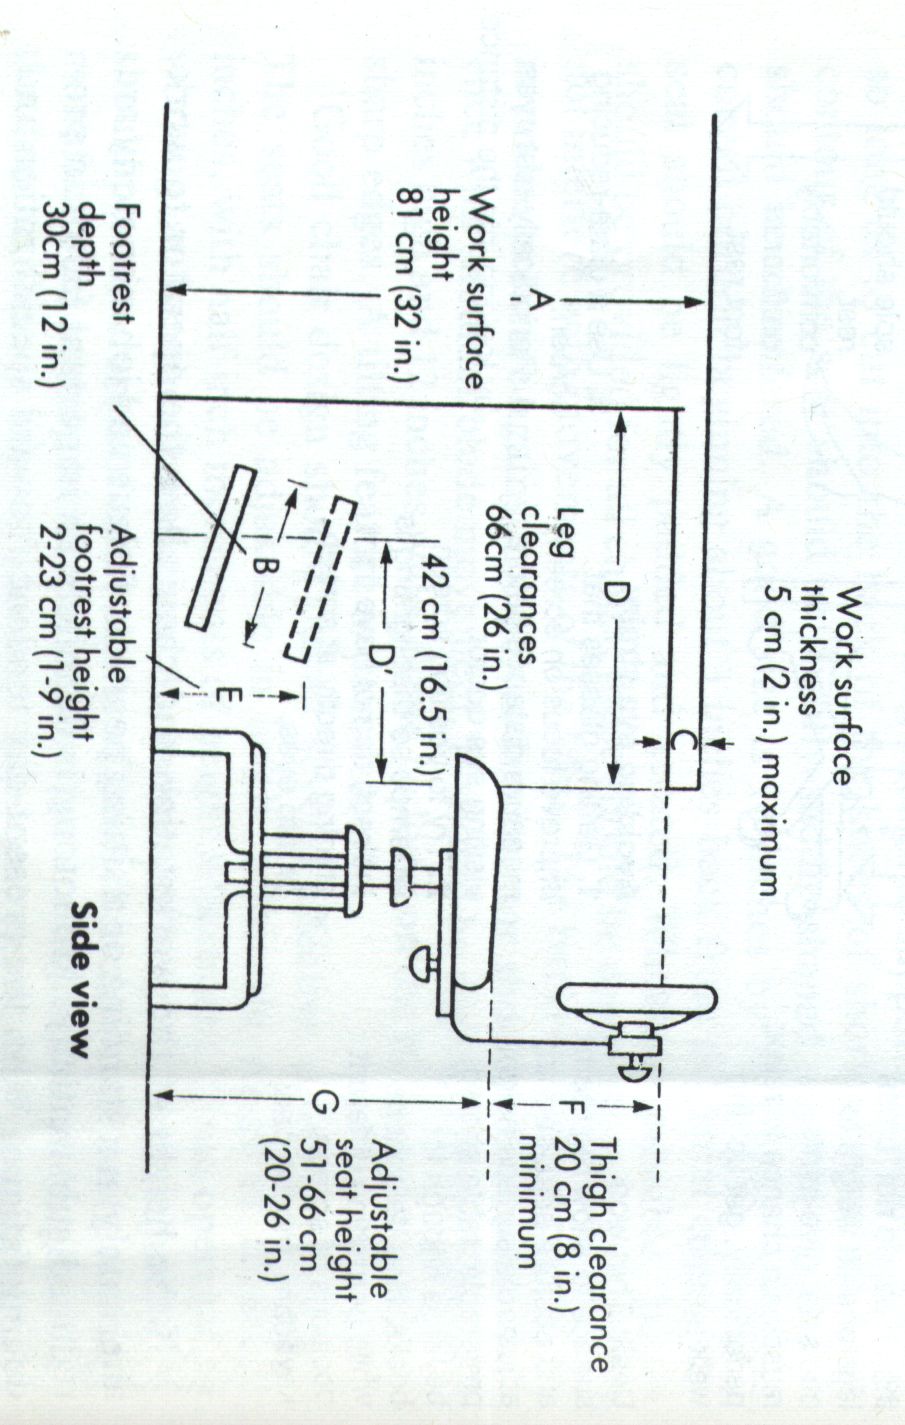 Work surface
thickness
5 cm (2 in.) maximum
A
Work surface
height
81 cm (32 in.)
D
C
Leg
clearances
66cm (26 in.)
42 cm (16.5 in.)
D'
B
E
F
Thigh clearance
20 cm (8 in.)
minimum
G
Adjustable
seat height
51-66 cm
(20-26 in.)
Footrest
depth
30cm (12 in.)
Adjustable
footrest height
2-23 cm (1-9 in.)
Side view